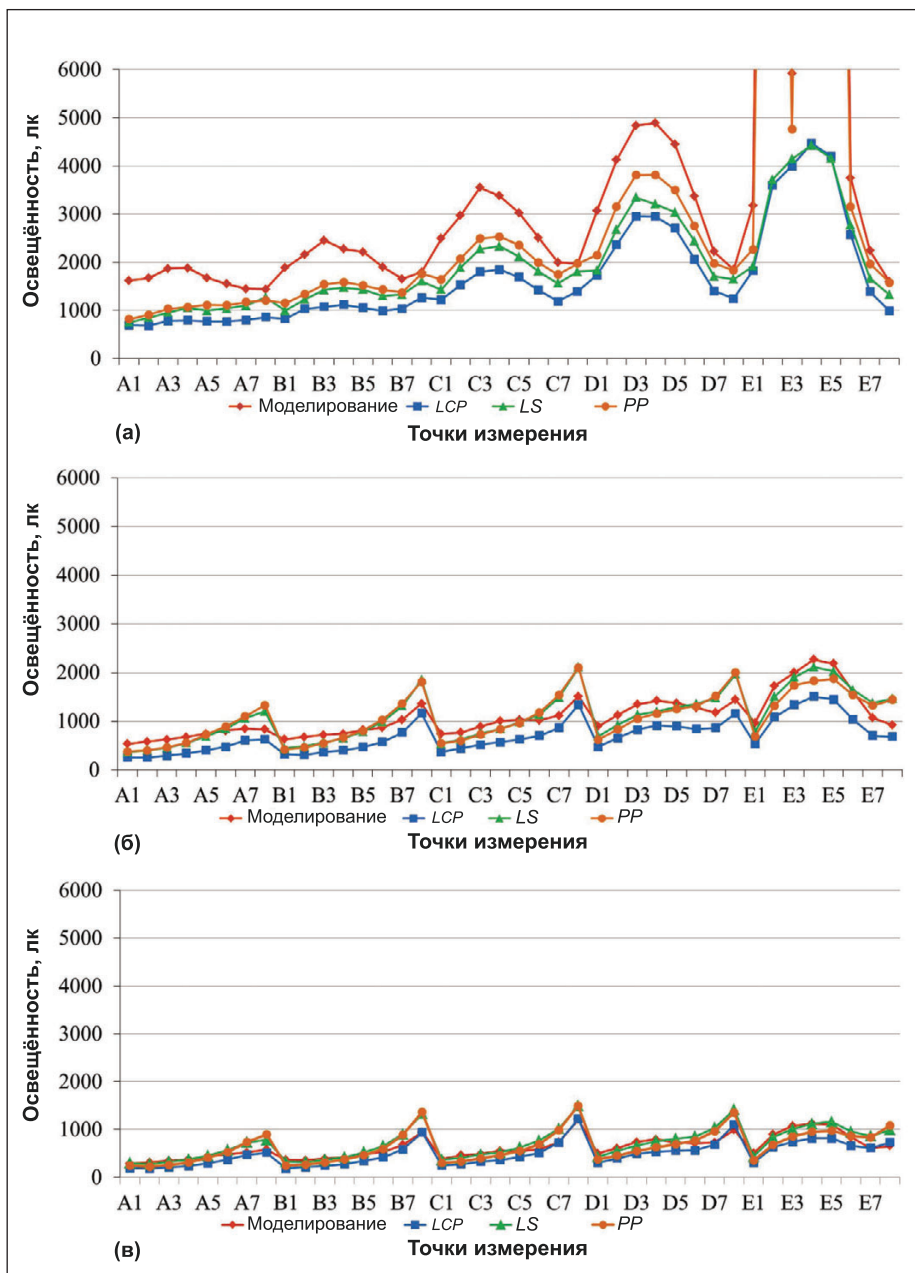 6000
5000
4000
3000
2000
1000
0
Освещённость, лк
A1 A3 A5 A7 B1 B3 B5 B7 C1 C3 C5 C7 D1 D3 D5 D7 E1 E3 E5 E7
Моделирование LCP LS PP
(а)
Точки измерения
6000
5000
4000
3000
2000
1000
0
Освещённость, лк
A1 A3 A5 A7 B1 B3 B5 B7 C1 C3 C5 C7 D1 D3 D5 D7 E1 E3 E5 E7
Моделирование LCP LS PP
(б)
Точки измерения
6000
5000
4000
3000
2000
1000
0
Освещённость, лк
A1 A3 A5 A7 B1 B3 B5 B7 C1 C3 C5 C7 D1 D3 D5 D7 E1 E3 E5 E7
Моделирование LCP LS PP
(в)
Точки измерения